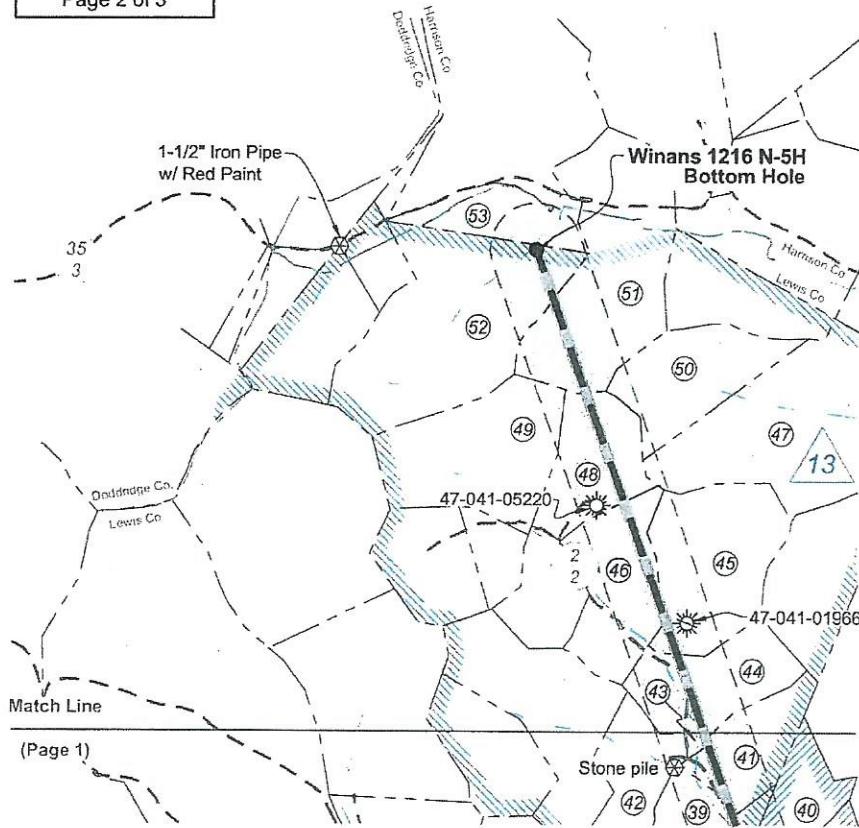 Page 2 of 3
Harrison Co
Doddridge Co
1-1/2" Iron Pipe
w/ Red Paint
Winans 1216 N-5H
Bottom Hole
53
35
3
Harrison Co
Lewis Co
51
52
50
49
47
13
48
47-041-05220
Doddridge Co.
Lewis Co
2
2
46
45
47-041-01966
44
43
Match Line
(Page 1)
Stone pile
41
42
39
40